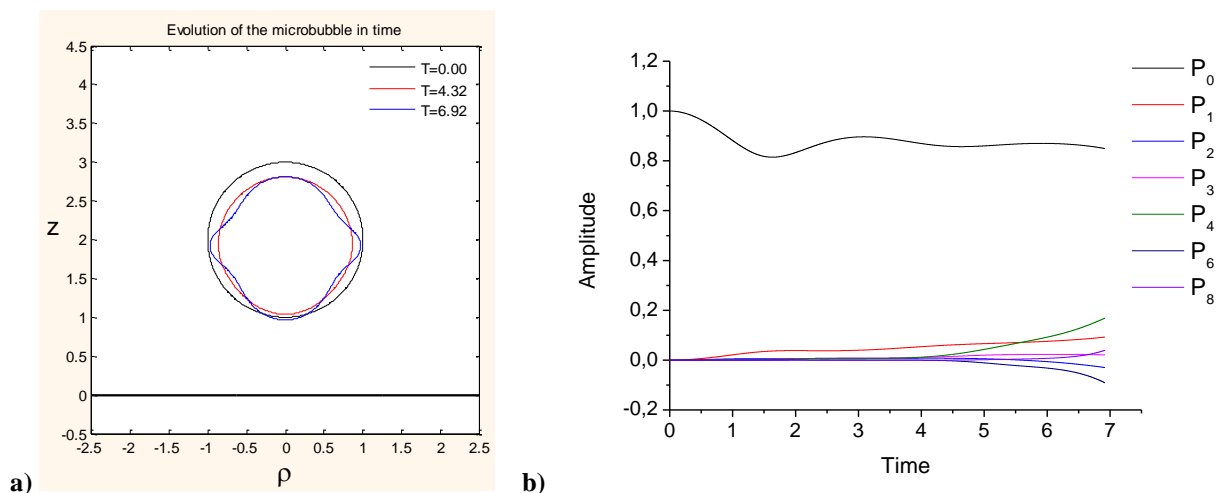 Evolution of the microbubble in time
4.5
4
3.5
3
2.5
2
1.5
1
0.5
0
-0.5
-2.5 -2 -1.5 -1 -0.5 0 0.5 1 1.5 2 2.5
z
ρ
T=0.00
T=4.32
T=6.92
a)
1,2
1,0
0,8
0,6
0,4
0,2
0,0
-0,2
0 1 2 3 4 5 6 7
Amplitude
Time
P₀
P₁
P₂
P₃
P₄
P₆
P₈
b)